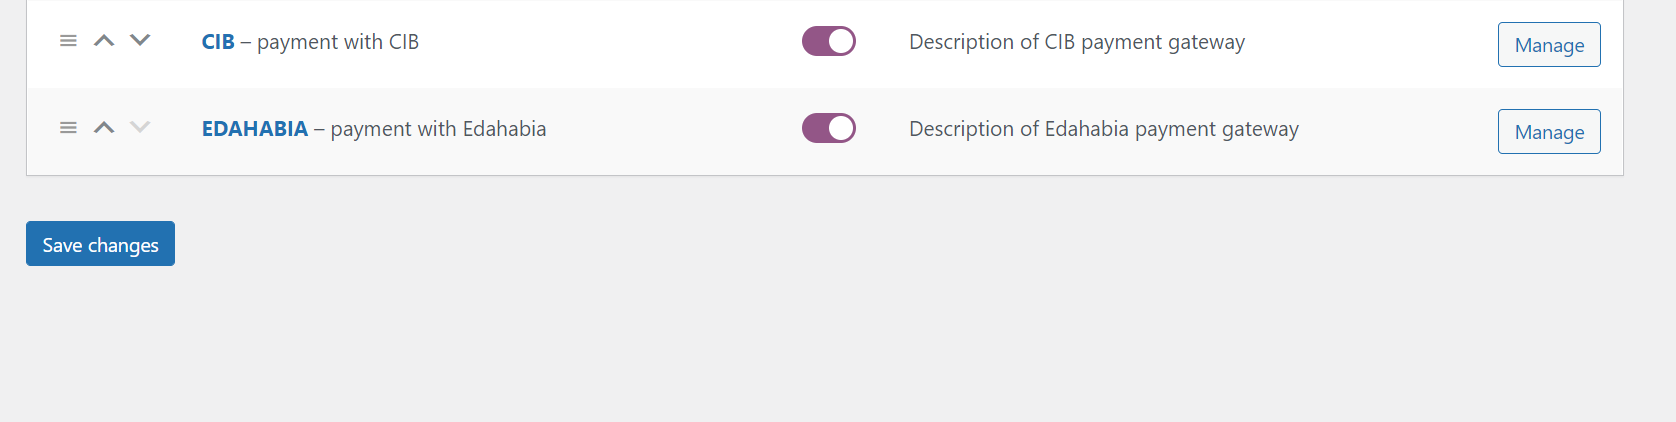 CIB – payment with CIB Description of CIB payment gateway Manage
EDAHABIA – payment with Edahabia Description of Edahabia payment gateway Manage
Save changes